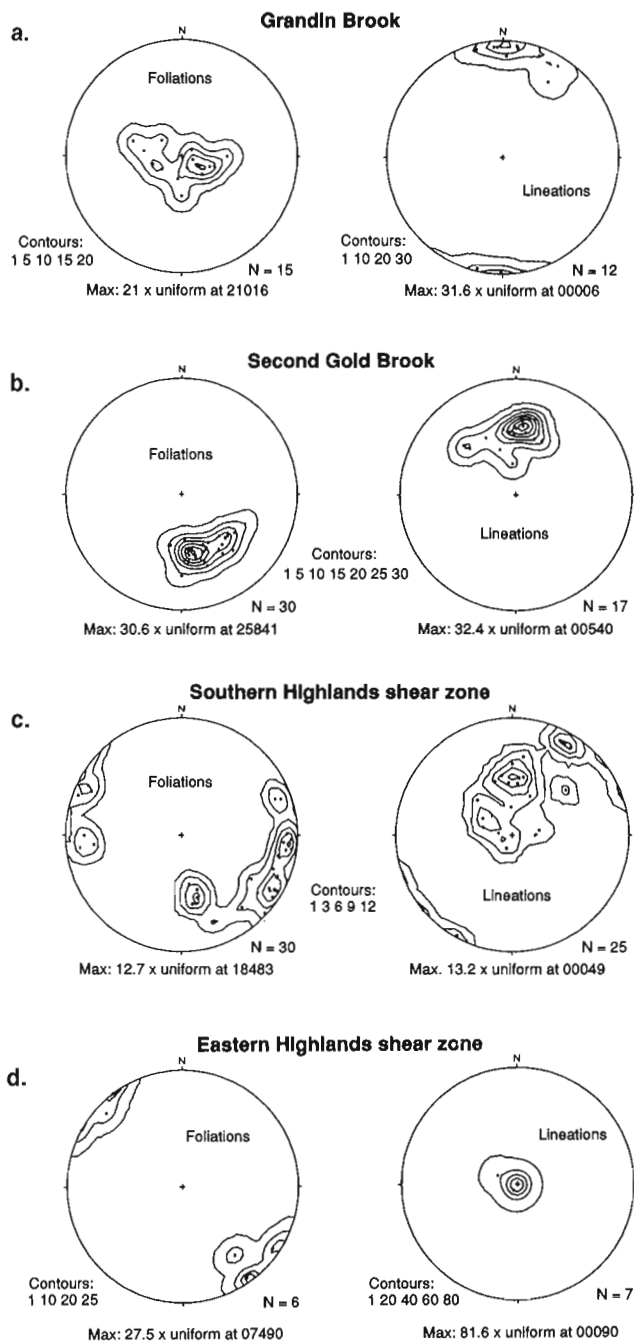 Grandin Brook
a.
N
N
Foliations
Lineations
Contours:
1 5 10 15 20
N = 15
Max: 21 x uniform at 21016
Contours:
1 10 20 30
N = 12
Max: 31.6 x uniform at 00006
Second Gold Brook
b.
N
N
Foliations
Lineations
Contours:
1 5 10 15 20 25 30
N = 30
N = 17
Max: 30.6 x uniform at 25841
Max: 32.4 x uniform at 00540
Southern Highlands shear zone
c.
N
N
Foliations
Lineations
Contours:
1 3 6 9 12
N = 30
N = 25
Max: 12.7 x uniform at 18483
Max. 13.2 x uniform at 00049
Eastern Highlands shear zone
d.
N
N
Foliations
Lineations
Contours:
1 10 20 25
N = 6
Max: 27.5 x uniform at 07490
Contours:
1 20 40 60 80
N = 7
Max: 81.6 x uniform at 00090